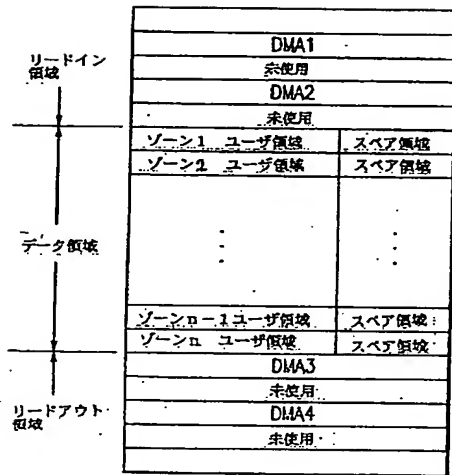 リードイン
領域
DMA1
未使用
DMA2
未使用
ゾーン1 ユーザ領域 スペア領域
ゾーン2 ユーザ領域 スペア領域
データ領域
ゾーンn-1ユーザ領域 スペア領域
ゾーンn ユーザ領域 スペア領域
DMA3
未使用
リードアウト
領域
DMA4
未使用